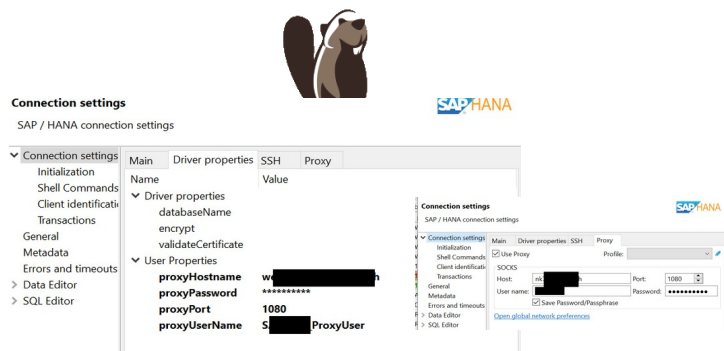 Connection settings
SAP HANA
SAP / HANA connection settings
Connection settings
Initialization
Shell Commands
Client identificati
Transactions
General
Metadata
Errors and timeouts
Data Editor
SQL Editor
Main Driver properties SSH Proxy
Name Value
Driver properties
databaseName
encrypt
validateCertificate
User Properties
proxyHostname
proxyPassword *********
proxyPort 1080
proxyUserName S ProxyUser
Connection settings
SAP HANA
SAP / HANA connection settings
Connection settings
Initialization
Shell Commands
Client identificati
Transactions
General
Metadata
Errors and timeouts
Data Editor
SQL Editor
Main Driver properties SSH Proxy
Use Proxy Profile:
SOCKS
Host: Port: 1080
User name: Password: ••••••••••
Save Password/Passphrase
Open global network preferences